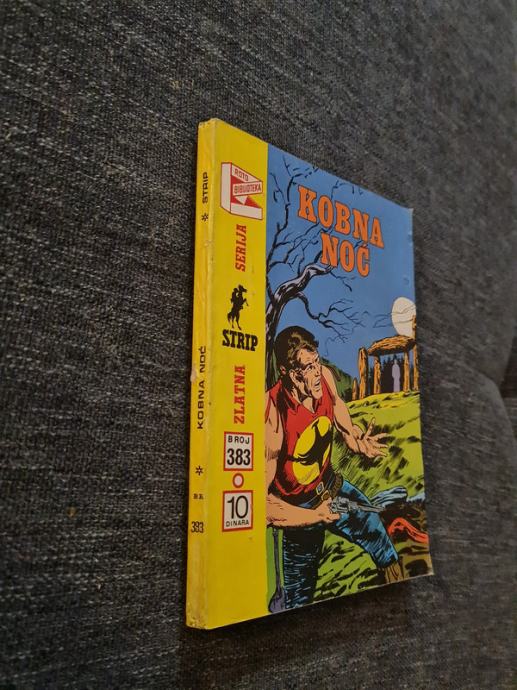 STRIP * KOBNA NOĆ * BR. 383
ROTO
BIBLIOTEKA
ZLATNA STRIP SERIJA
BROJ
383
10
DINARA
KOBNA
NOĆ